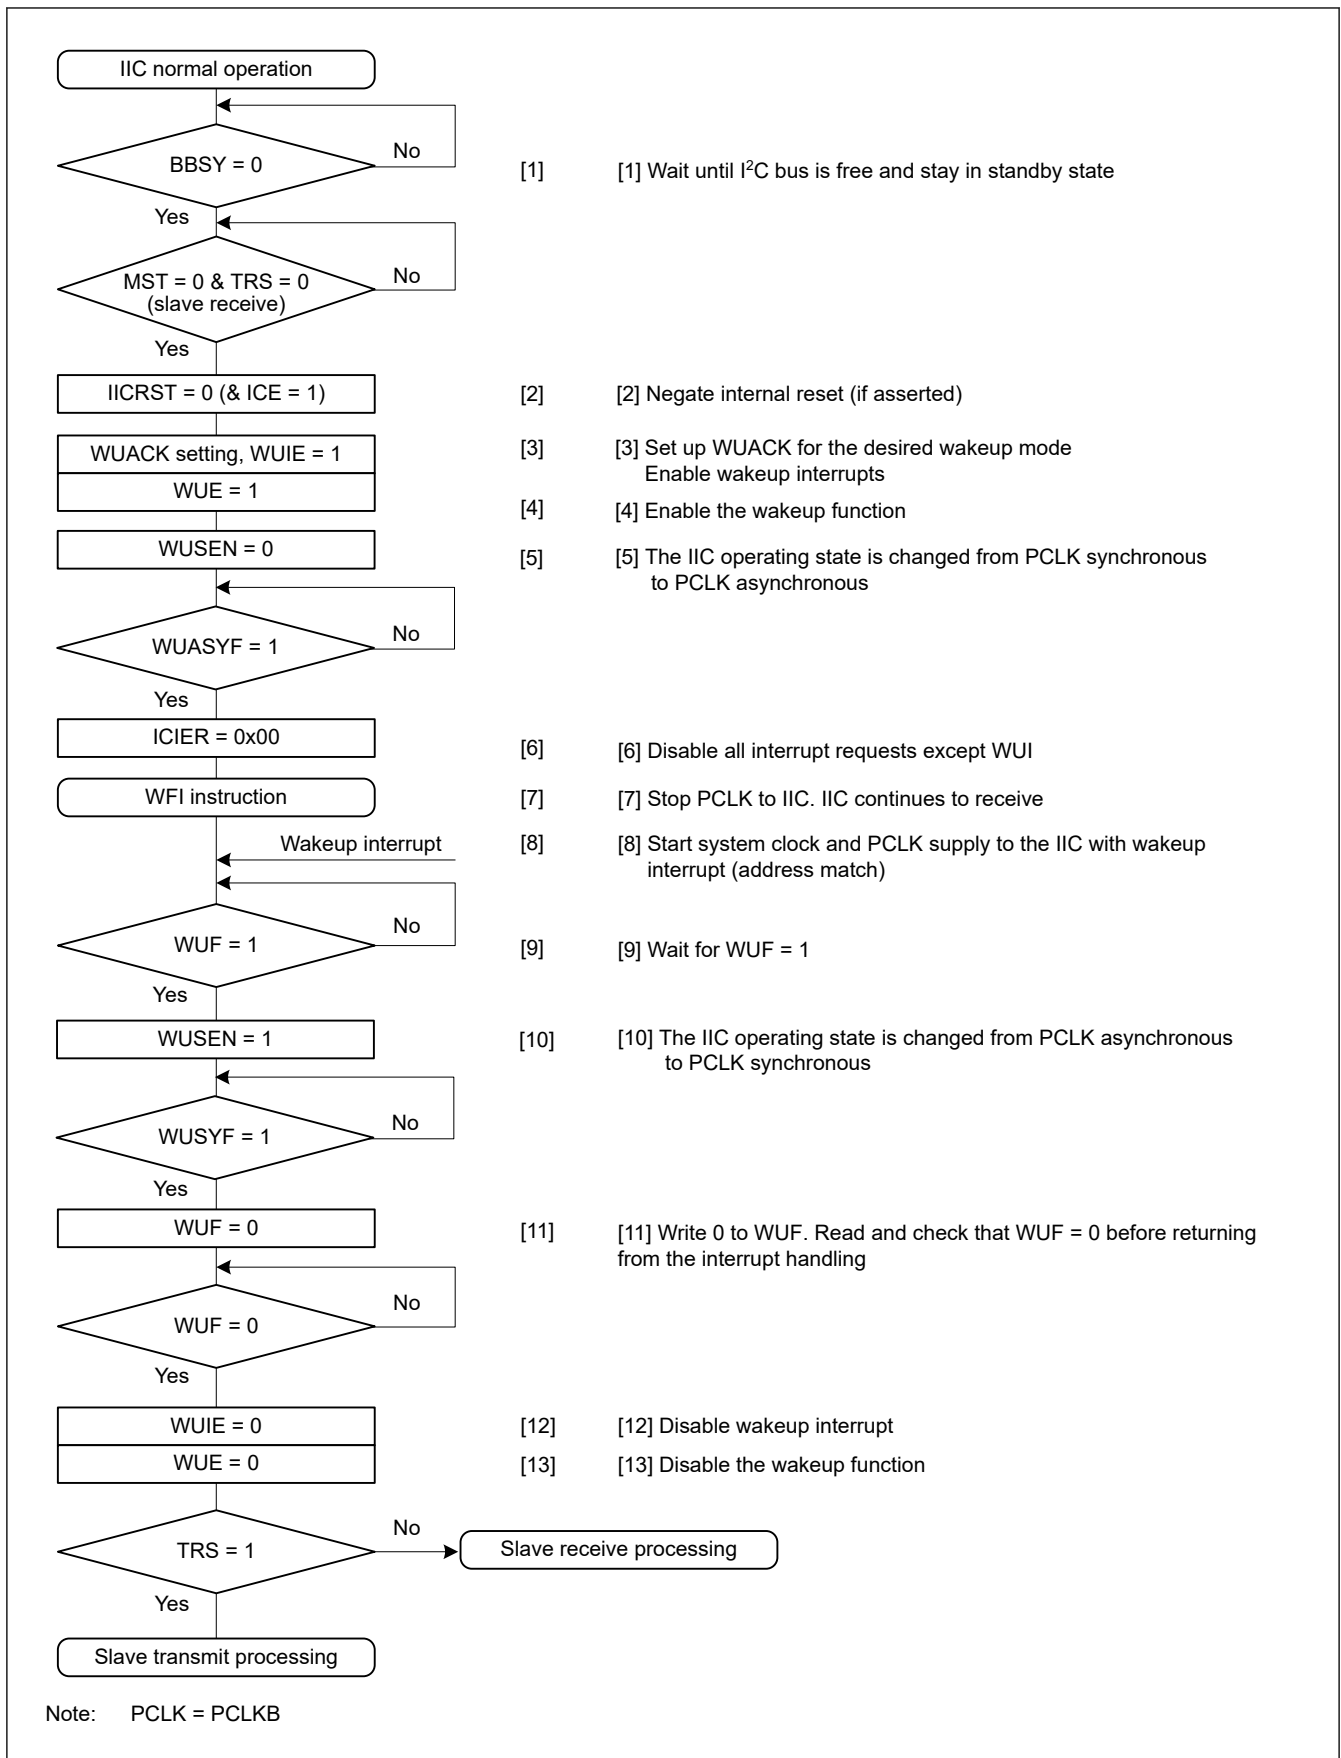 IIC normal operation
BBSY = 0
No
[1] [1] Wait until I²C bus is free and stay in standby state
Yes
MST = 0 & TRS = 0
(slave receive)
No
Yes
IICRST = 0 (& ICE = 1)
[2] [2] Negate internal reset (if asserted)
WUACK setting, WUIE = 1
[3] [3] Set up WUACK for the desired wakeup mode
Enable wakeup interrupts
WUE = 1
[4] [4] Enable the wakeup function
WUSEN = 0
[5] [5] The IIC operating state is changed from PCLK synchronous
to PCLK asynchronous
WUASYF = 1
No
Yes
ICIER = 0x00
[6] [6] Disable all interrupt requests except WUI
WFI instruction
[7] [7] Stop PCLK to IIC. IIC continues to receive
Wakeup interrupt
[8] [8] Start system clock and PCLK supply to the IIC with wakeup
interrupt (address match)
WUF = 1
No
[9] [9] Wait for WUF = 1
Yes
WUSEN = 1
[10] [10] The IIC operating state is changed from PCLK asynchronous
to PCLK synchronous
WUSYF = 1
No
Yes
WUF = 0
[11] [11] Write 0 to WUF. Read and check that WUF = 0 before returning
from the interrupt handling
WUF = 0
No
Yes
WUIE = 0
[12] [12] Disable wakeup interrupt
WUE = 0
[13] [13] Disable the wakeup function
TRS = 1
No
Slave receive processing
Yes
Slave transmit processing
Note: PCLK = PCLKB